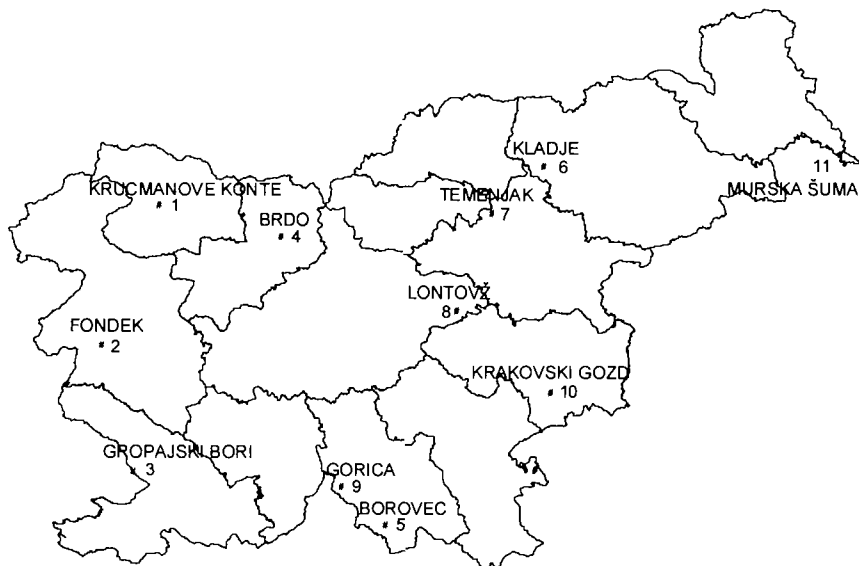 KLADJE
6
11
MURSKA ŠUMA
KRUCMANOVE KONTE
1
TEMENJAK
7
BRDO
4
LONTOVŽ
8
FONDEK
2
KRAKOVSKI GOZD
10
GROPAJSKI BORI
3
GORICA
9
BOROVEC
5